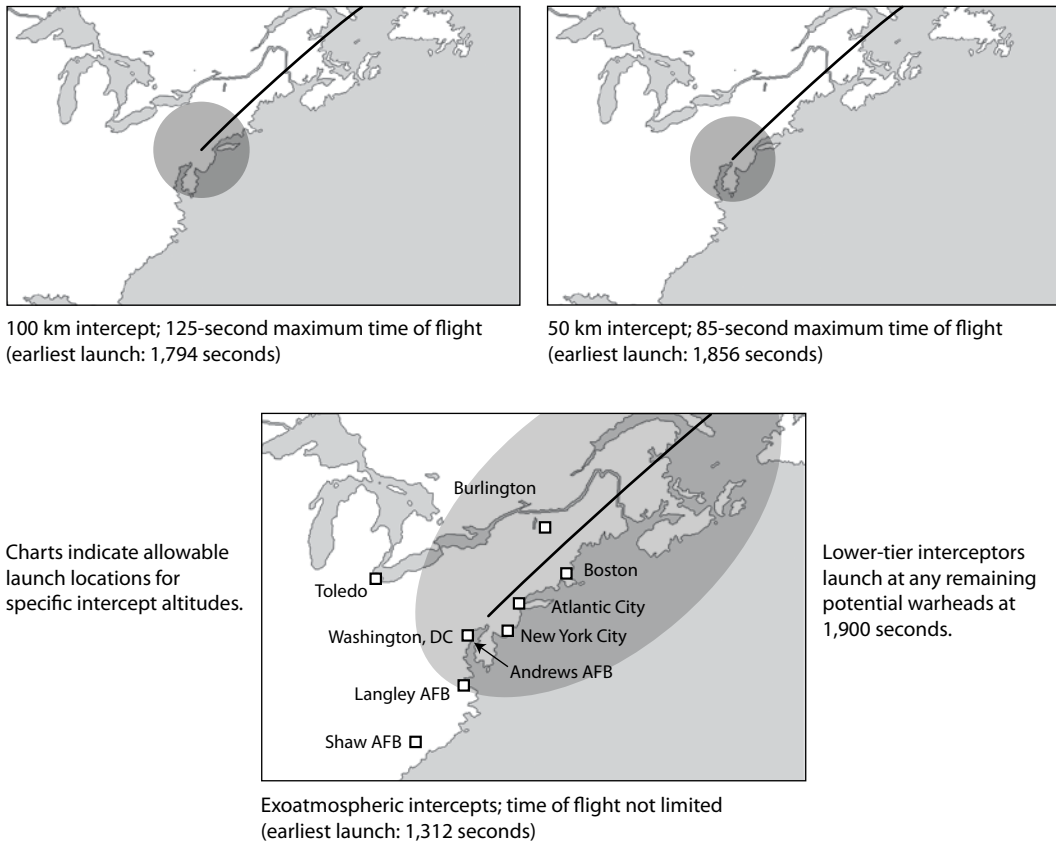 100 km intercept; 125-second maximum time of flight
(earliest launch: 1,794 seconds)
50 km intercept; 85-second maximum time of flight
(earliest launch: 1,856 seconds)
Charts indicate allowable
launch locations for
specific intercept altitudes.
Burlington
Toledo
Boston
Atlantic City
Washington, DC
New York City
Andrews AFB
Langley AFB
Shaw AFB
Lower-tier interceptors
launch at any remaining
potential warheads at
1,900 seconds.
Exoatmospheric intercepts; time of flight not limited
(earliest launch: 1,312 seconds)